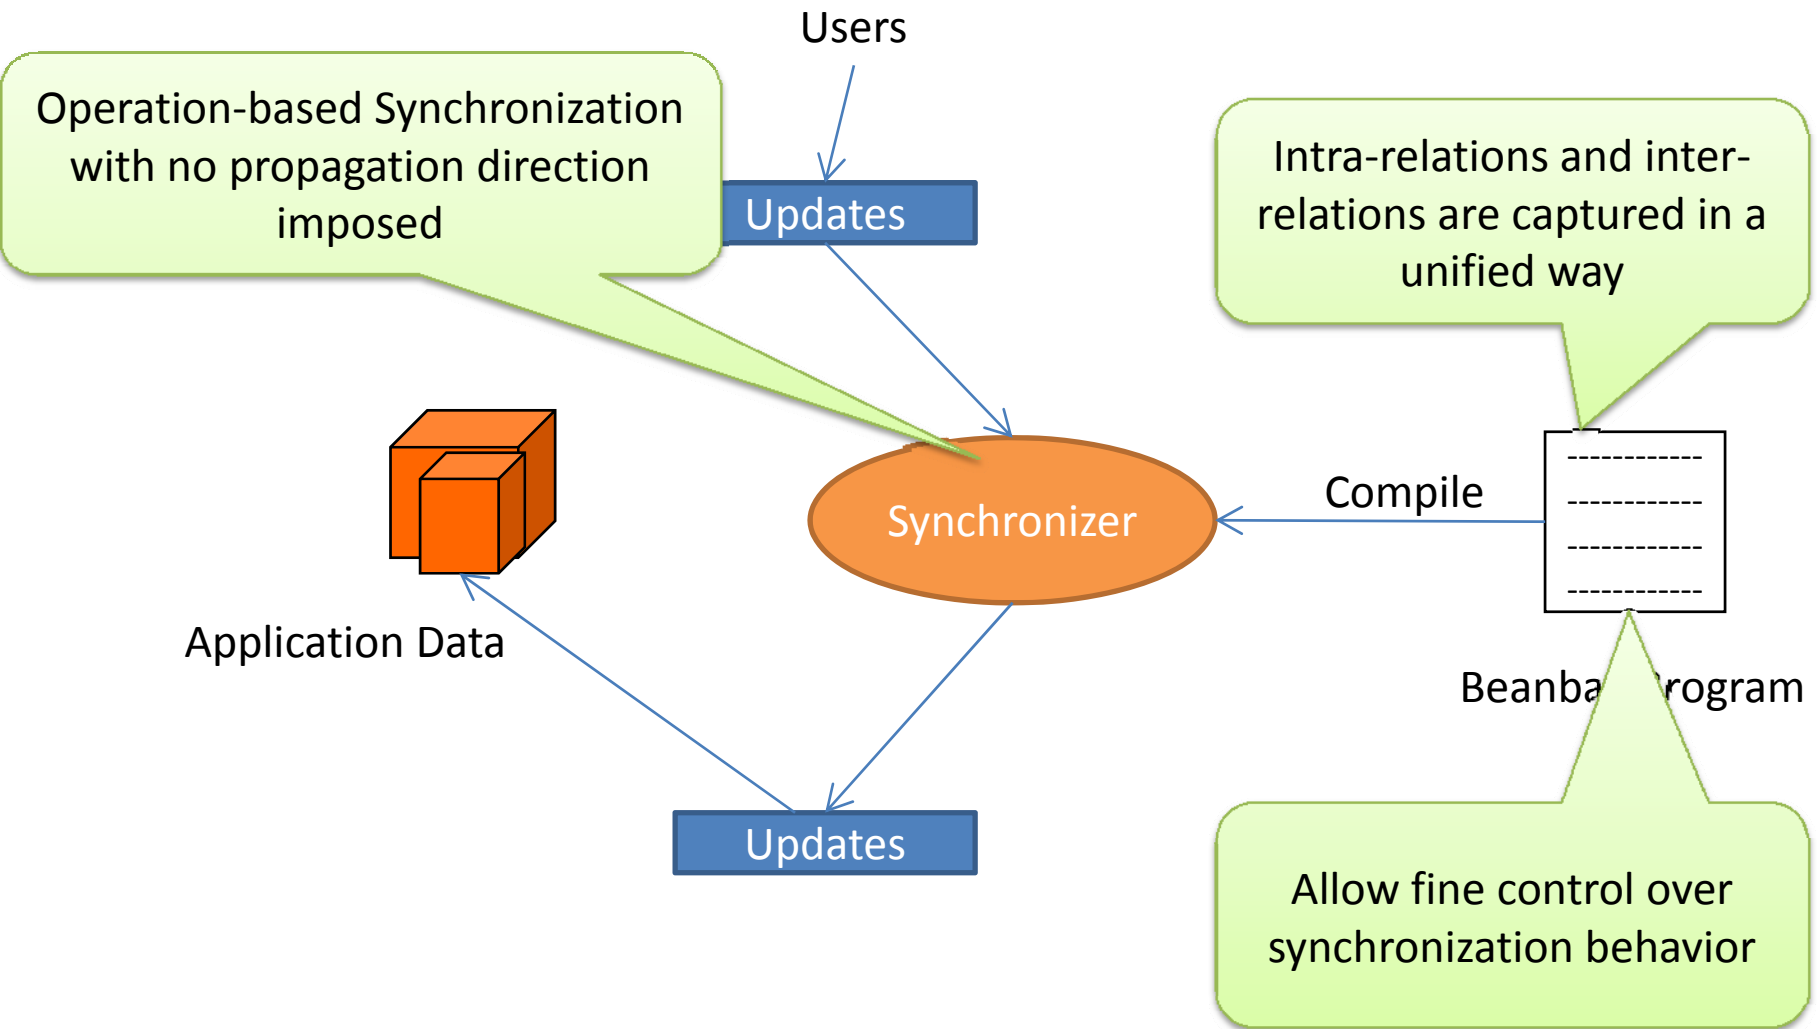 Users
Operation-based Synchronization
with no propagation direction
imposed
Updates
Intra-relations and inter-
relations are captured in a
unified way
Synchronizer
Compile
------------
------------
------------
------------
Application Data
Updates
Allow fine control over
synchronization behavior